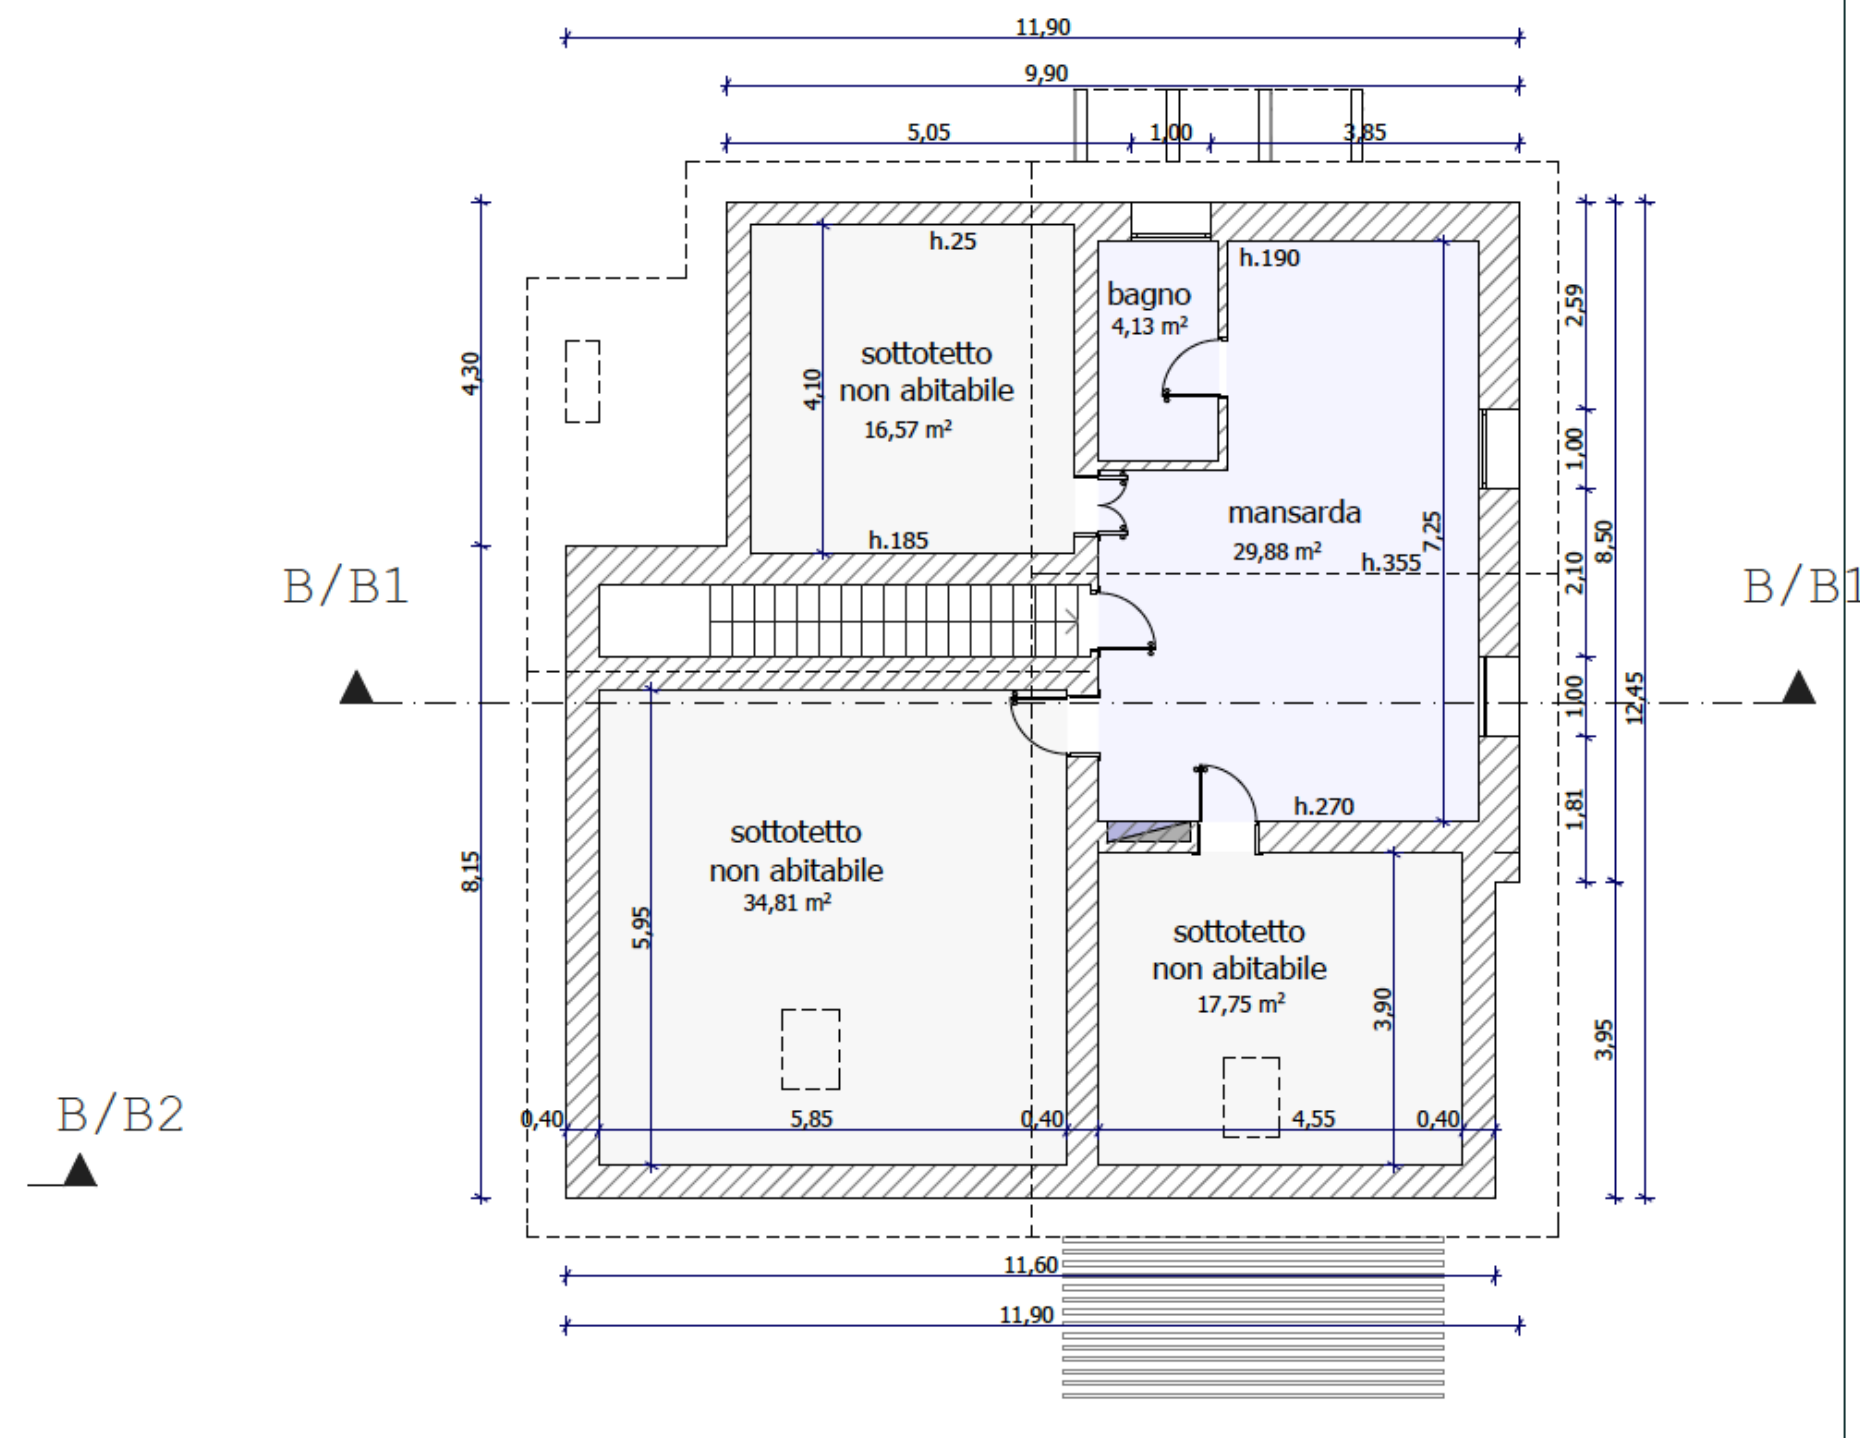 11,90
9,90
5,05
1,00
3,85
h.25
h.190
bagno
4,13 m²
2,59
sottotetto
non abitabile
16,57 m²
4,10
4,30
1,00
mansarda
29,88 m²
7,25
h.355
h.185
2,10
8,50
B/B1
B/B1
1,00
12,45
h.270
1,81
sottotetto
non abitabile
34,81 m²
8,15
5,95
sottotetto
non abitabile
17,75 m²
3,90
3,95
B/B2
0,40
5,85
0,40
4,55
0,40
11,60
11,90